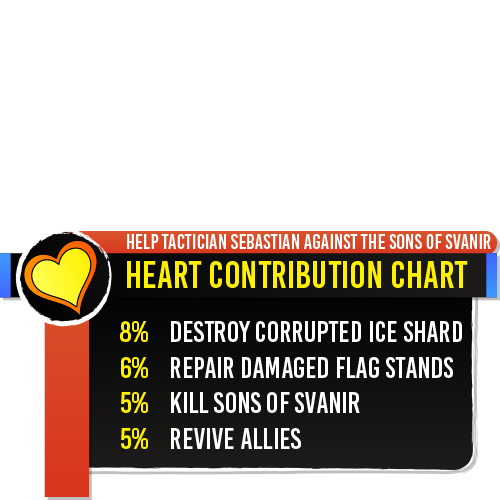 HELP TACTICIAN SEBASTIAN AGAINST THE SONS OF SVANIR
HEART CONTRIBUTION CHART
8% DESTROY CORRUPTED ICE SHARD
6% REPAIR DAMAGED FLAG STANDS
5% KILL SONS OF SVANIR
5% REVIVE ALLIES